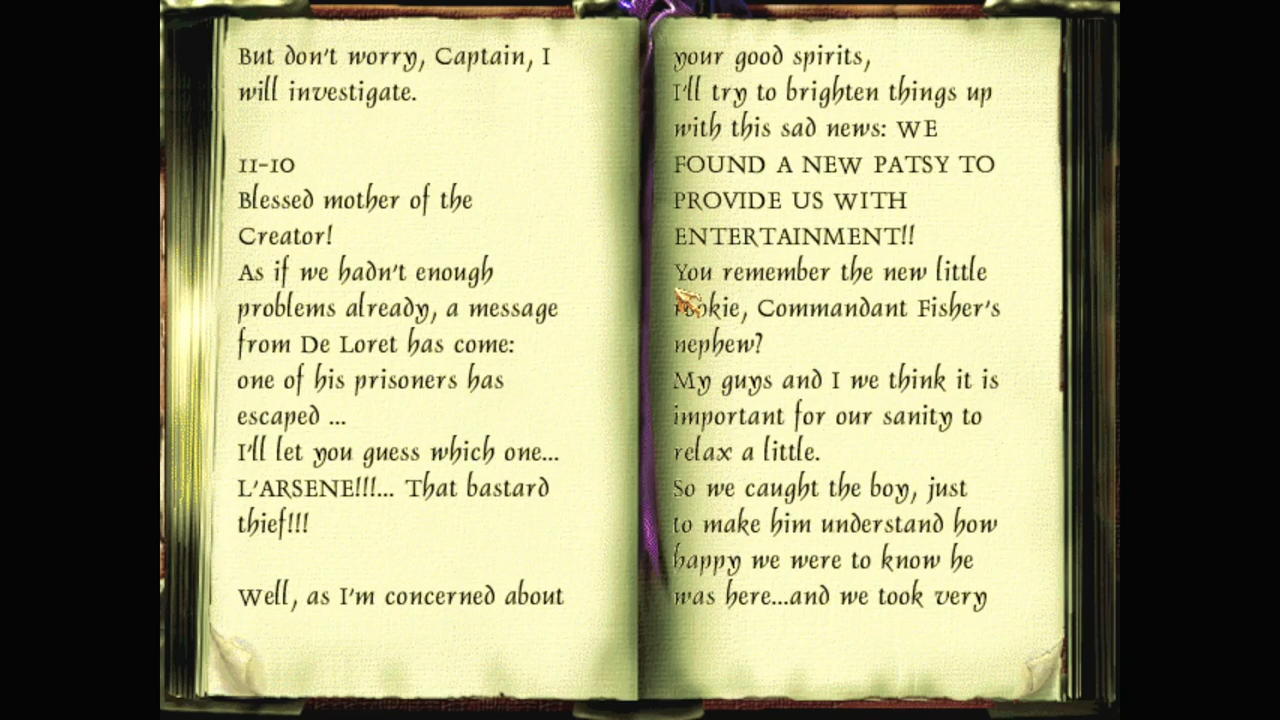 But don't worry, Captain, I
will investigate.
11-10
Blessed mother of the
Creator!
As if we hadn't enough
problems already, a message
from De Loret has come:
one of his prisoners has
escaped ...
I'll let you guess which one...
L'ARSENE!!!... That bastard
thief!!!
Well, as I'm concerned about
your good spirits,
I'll try to brighten things up
with this sad news: WE
FOUND A NEW PATSY TO
PROVIDE US WITH
ENTERTAINMENT!!
You remember the new little
rookie, Commandant Fisher's
nephew?
My guys and I we think it is
important for our sanity to
relax a little.
So we caught the boy, just
to make him understand how
happy we were to know he
was here...and we took very